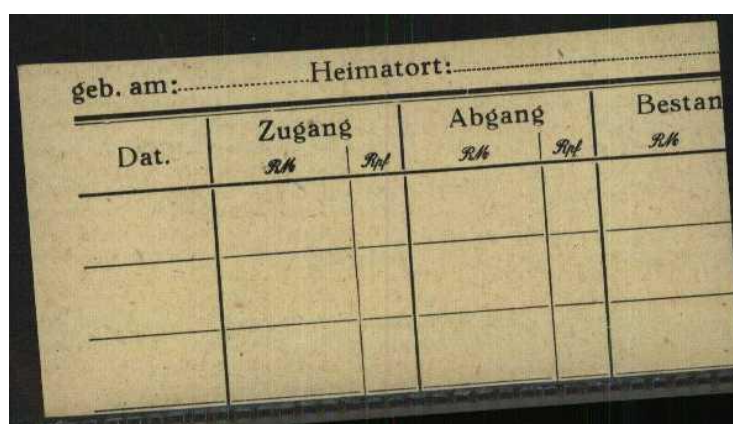 geb. am:.................Heimatort:.......................................
Dat. Zugang Abgang Bestan
RM Rpf RM Rpf RM